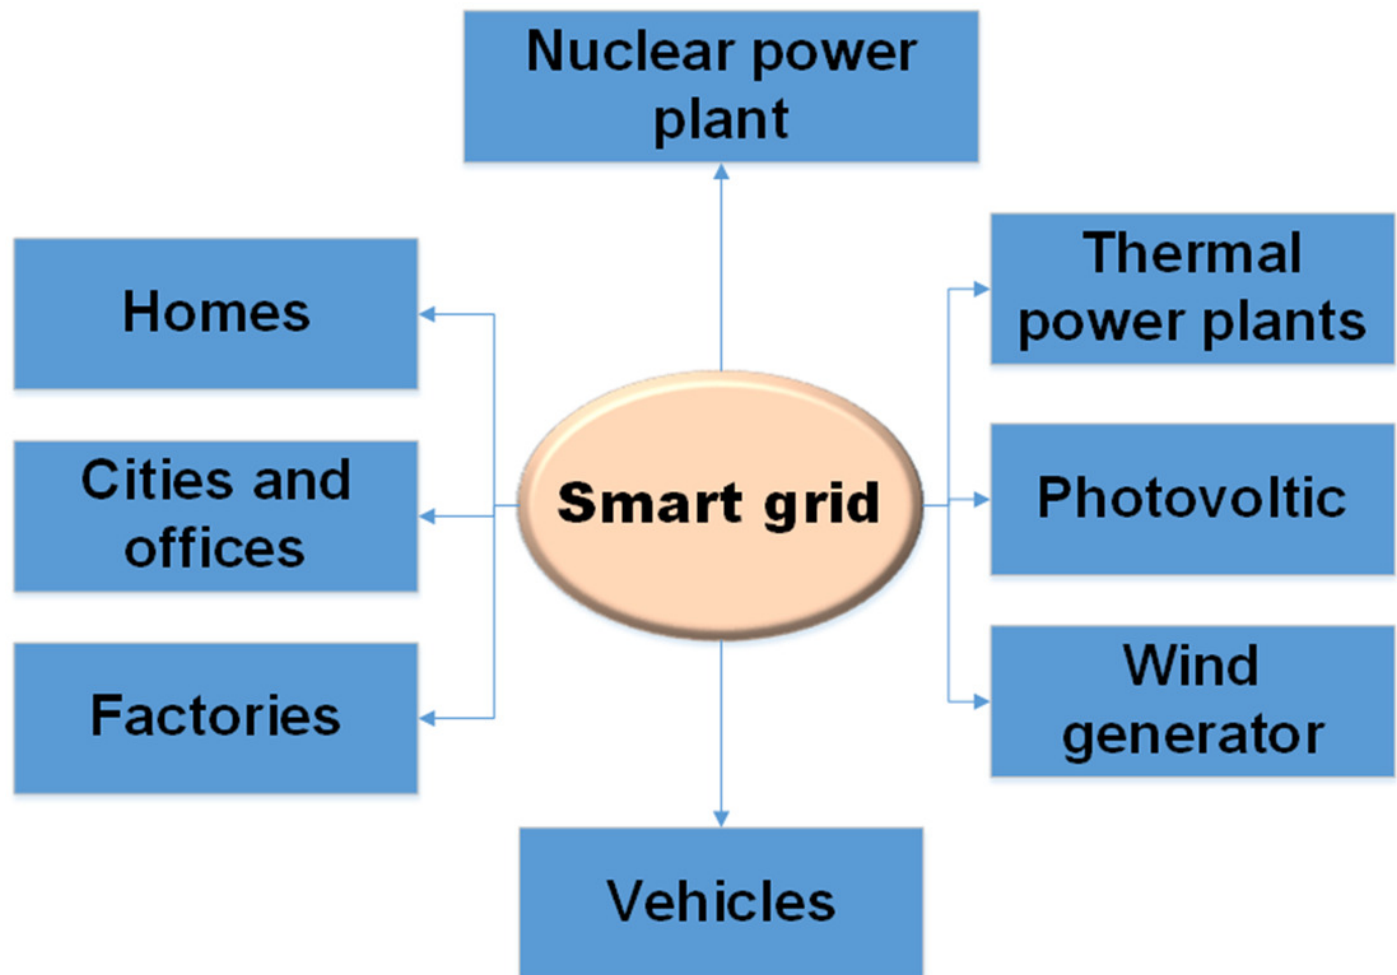 Nuclear power
plant
Homes
Thermal
power plants
Cities and
offices
Smart grid
Photovoltic
Factories
Wind
generator
Vehicles